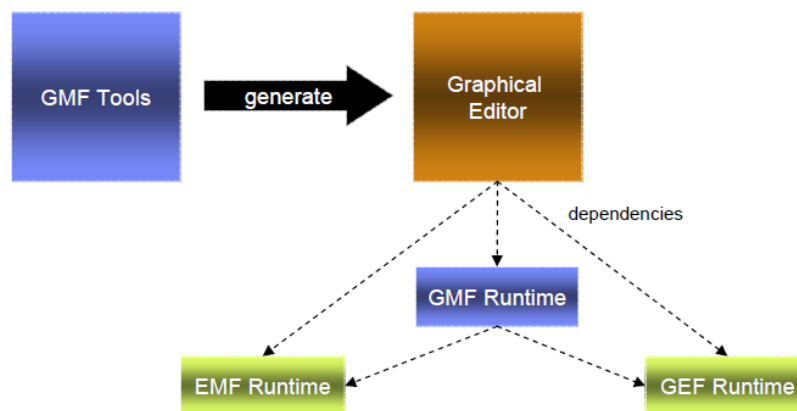 GMF Tools
generate
Graphical
Editor
dependencies
GMF Runtime
EMF Runtime
GEF Runtime